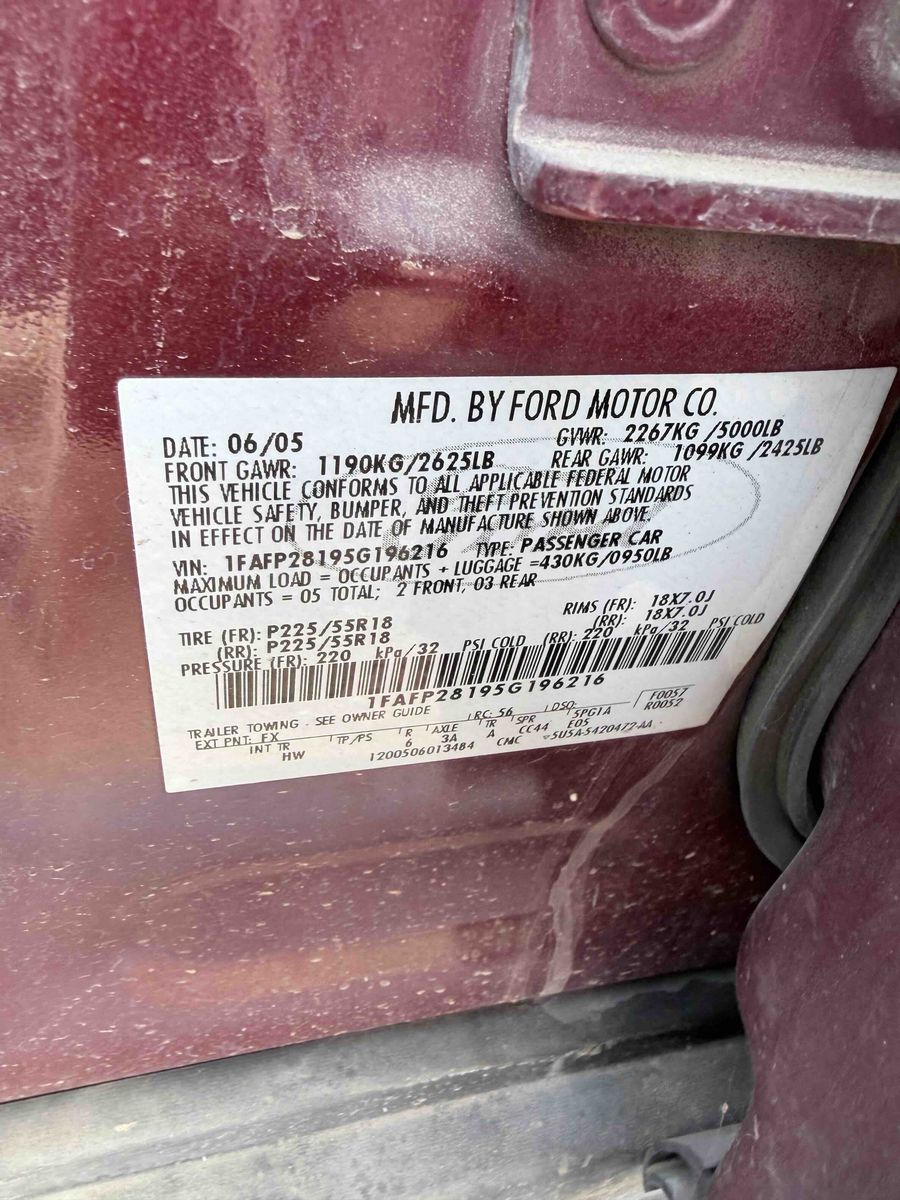 MFD. BY FORD MOTOR CO.
DATE: 06/05 GVWR: 2267KG /5000LB
FRONT GAWR: 1190KG/2625LB REAR GAWR: 1099KG /2425LB
THIS VEHICLE CONFORMS TO ALL APPLICABLE FEDERAL MOTOR
VEHICLE SAFETY, BUMPER, AND THEFT PREVENTION STANDARDS
IN EFFECT ON THE DATE OF MANUFACTURE SHOWN ABOVE.
VIN: 1FAFP28195G196216 TYPE: PASSENGER CAR
MAXIMUM LOAD = OCCUPANTS + LUGGAGE =430KG/0950LB
OCCUPANTS = 05 TOTAL; 2 FRONT, 03 REAR
TIRE (FR): P225/55R18 RIMS (FR): 18X7.0J
(RR): P225/55R18 (RR): 18X7.0J
PRESSURE (FR): 220 kPa/32 PSI COLD (RR): 220 kPa/32 PSI COLD
1FAFP28195G196216
TRAILER TOWING - SEE OWNER GUIDE
EXT PNT: FX RC: 56 DSO: F0057
INT TR TP/PS R AXLE TR SPR 5PG1A R0052
HW 6 3A A CC44 E05
1200506013484 CMC 5U5A-5420472-AA